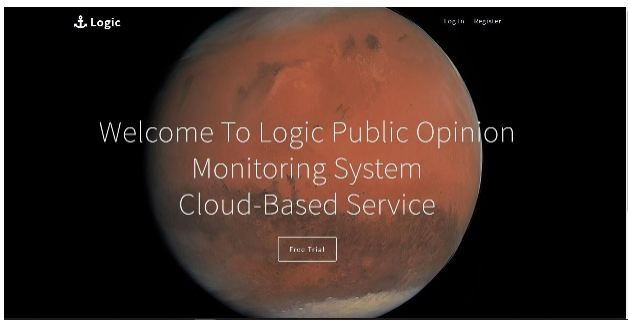 Logic
Log In Register
Welcome To Logic Public Opinion
Monitoring System
Cloud-Based Service
Free Trial